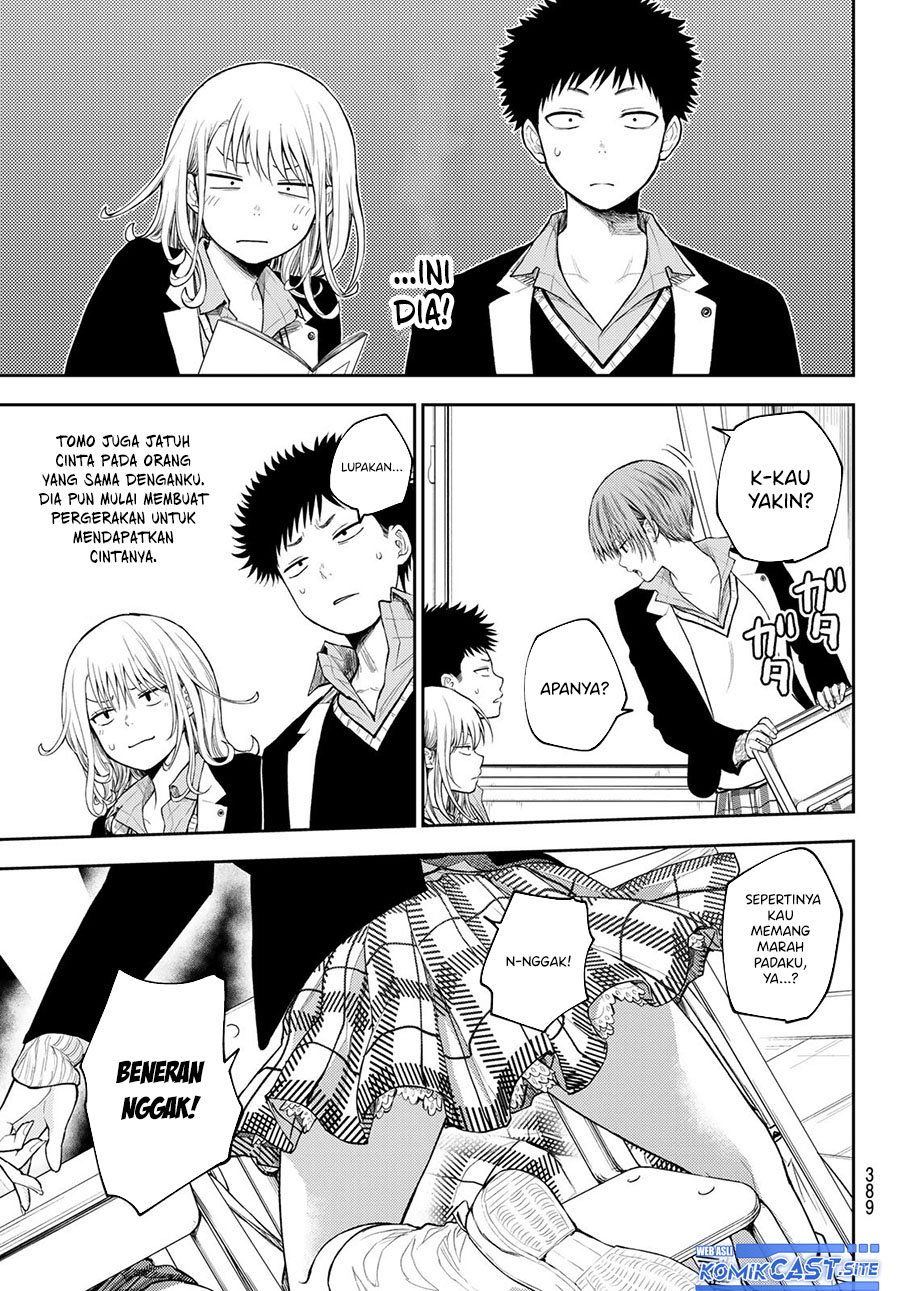 ...INI
DIA!
K-KAU
YAKIN?
APANYA?
ガタ
ガタ
LUPAKAN...
TOMO JUGA JATUH
CINTA PADA ORANG
YANG SAMA DENGANKU.
DIA PUN MULAI MEMBUAT
PERGERAKAN UNTUK
MENDAPATKAN
CINTANYA.
SEPERTINYA
KAU
MEMANG
MARAH
PADAKU,
YA...?
N-NGGAK!
BENERAN
NGGAK!
389
WEB ASLI
KOMIKCAST.SITE